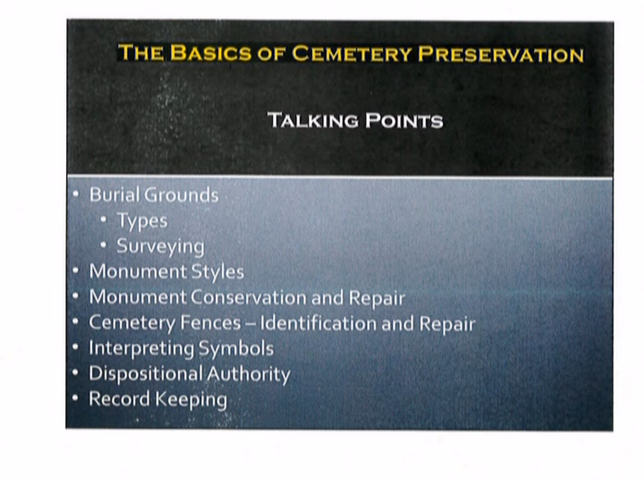 The Basics of Cemetery Preservation
Talking Points
• Burial Grounds
• Types
• Surveying
• Monument Styles
• Monument Conservation and Repair
• Cemetery Fences – Identification and Repair
• Interpreting Symbols
• Dispositional Authority
• Record Keeping